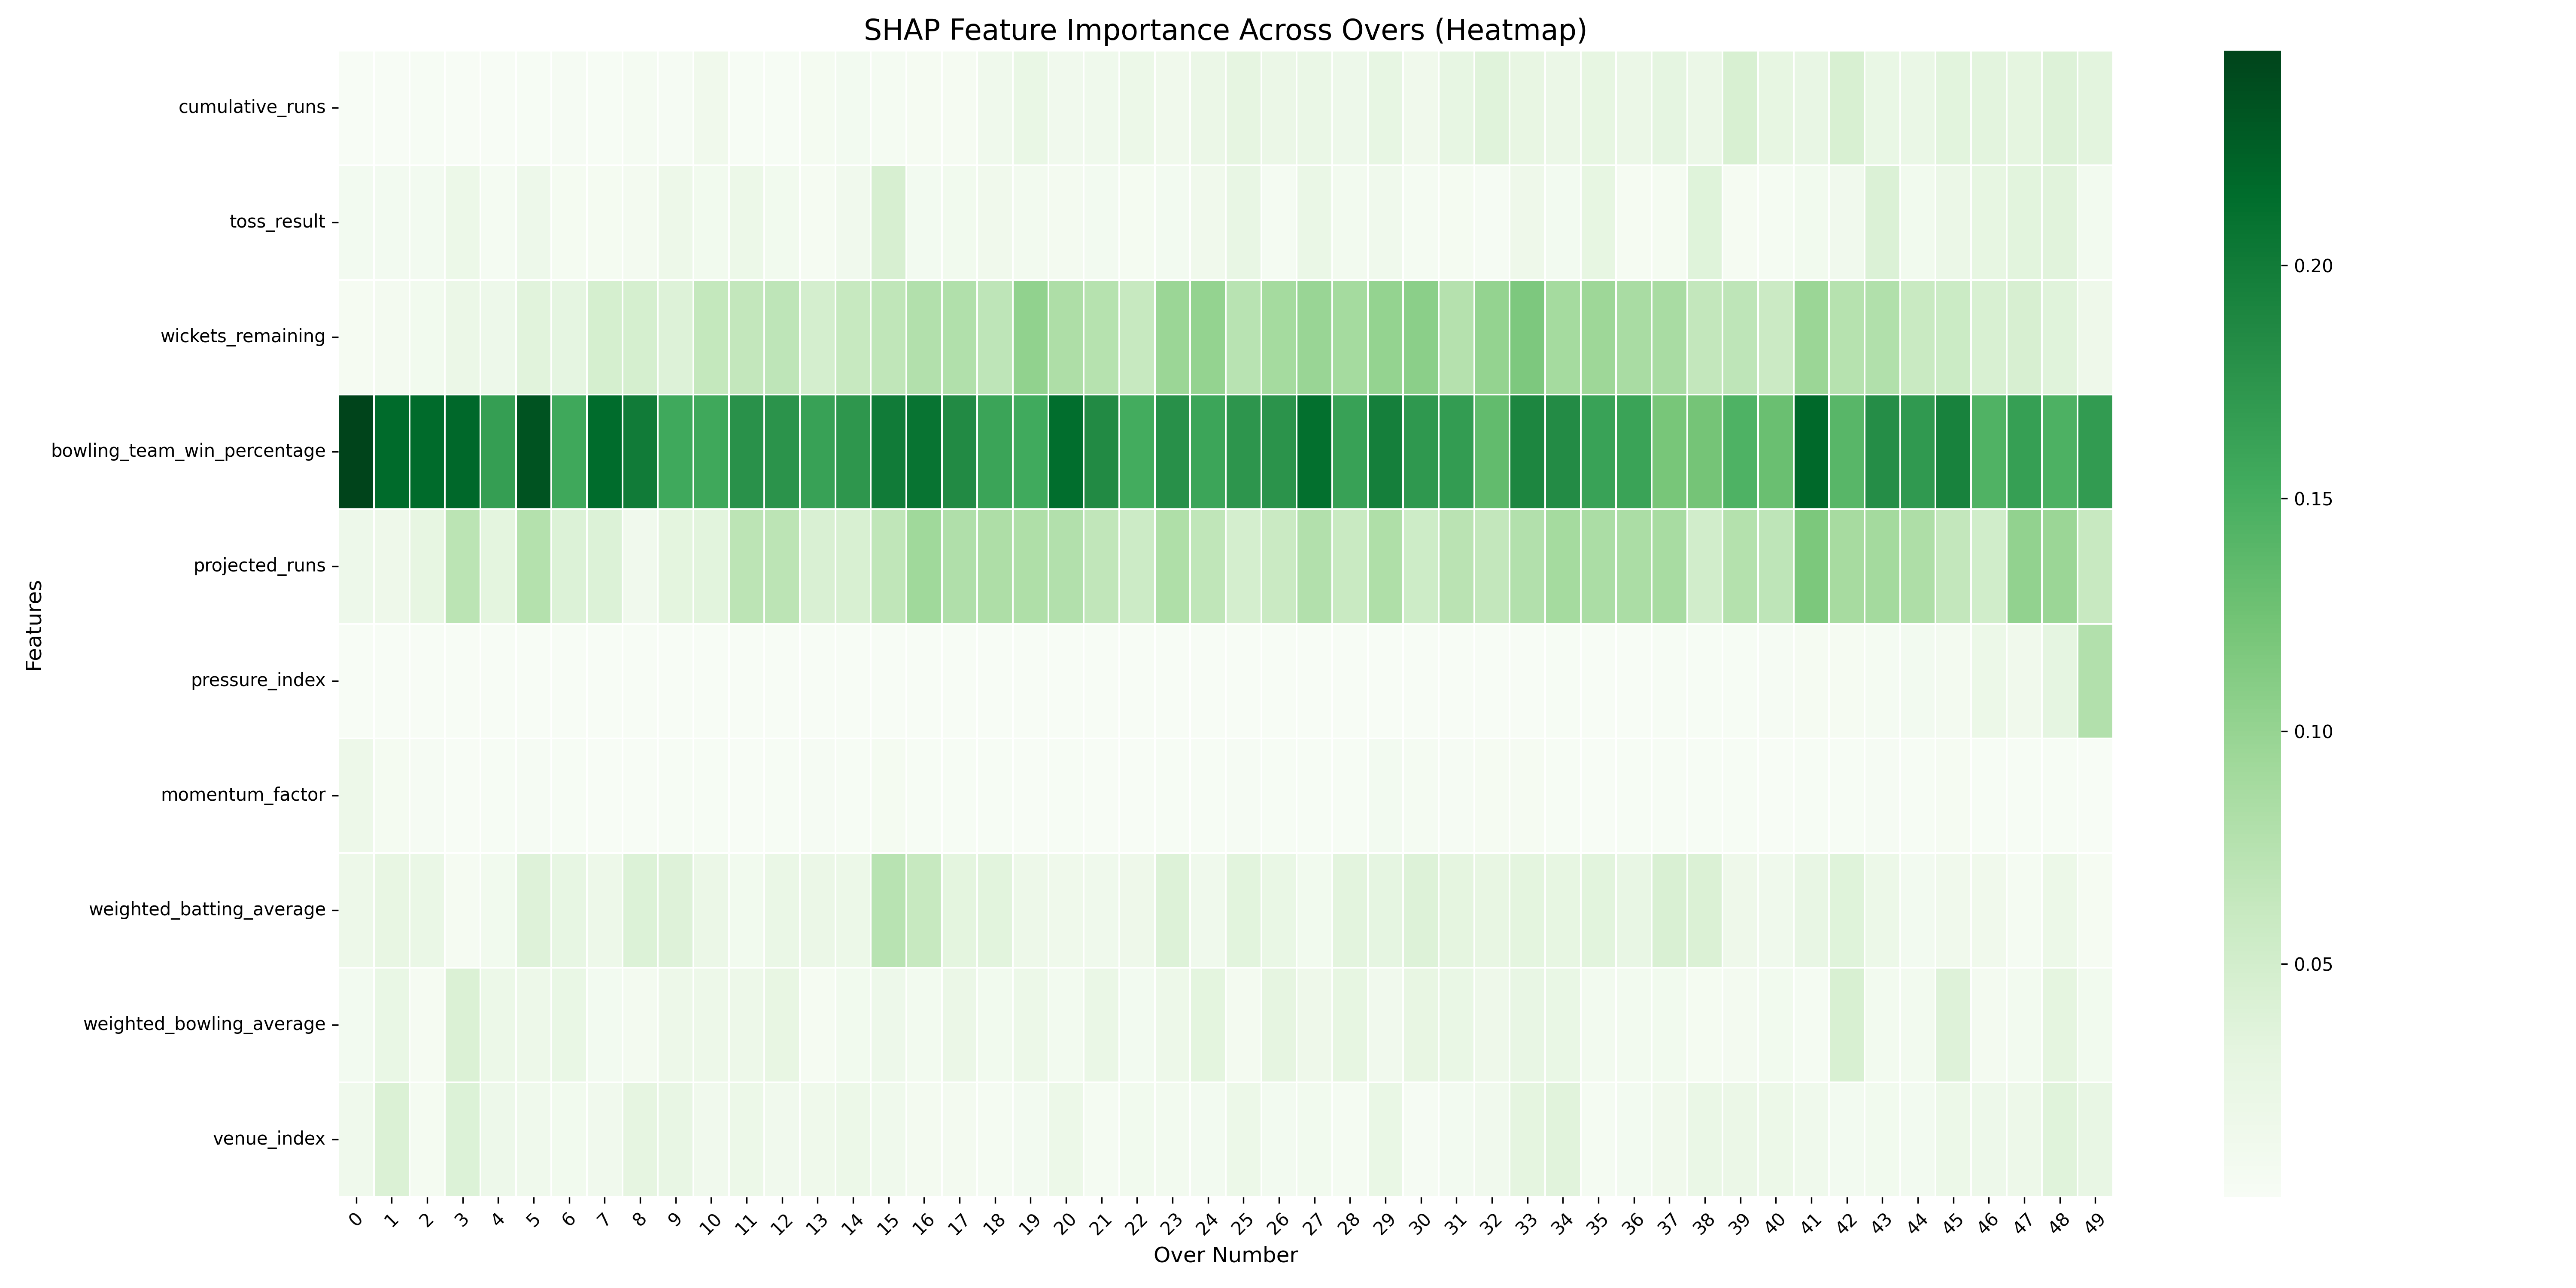 SHAP Feature Importance Across Overs (Heatmap)
Features
cumulative_runs
toss_result
wickets_remaining
bowling_team_win_percentage
projected_runs
pressure_index
momentum_factor
weighted_batting_average
weighted_bowling_average
venue_index
0 1 2 3 4 5 6 7 8 9 10 11 12 13 14 15 16 17 18 19 20 21 22 23 24 25 26 27 28 29 30 31 32 33 34 35 36 37 38 39 40 41 42 43 44 45 46 47 48 49
Over Number
0.20
0.15
0.10
0.05